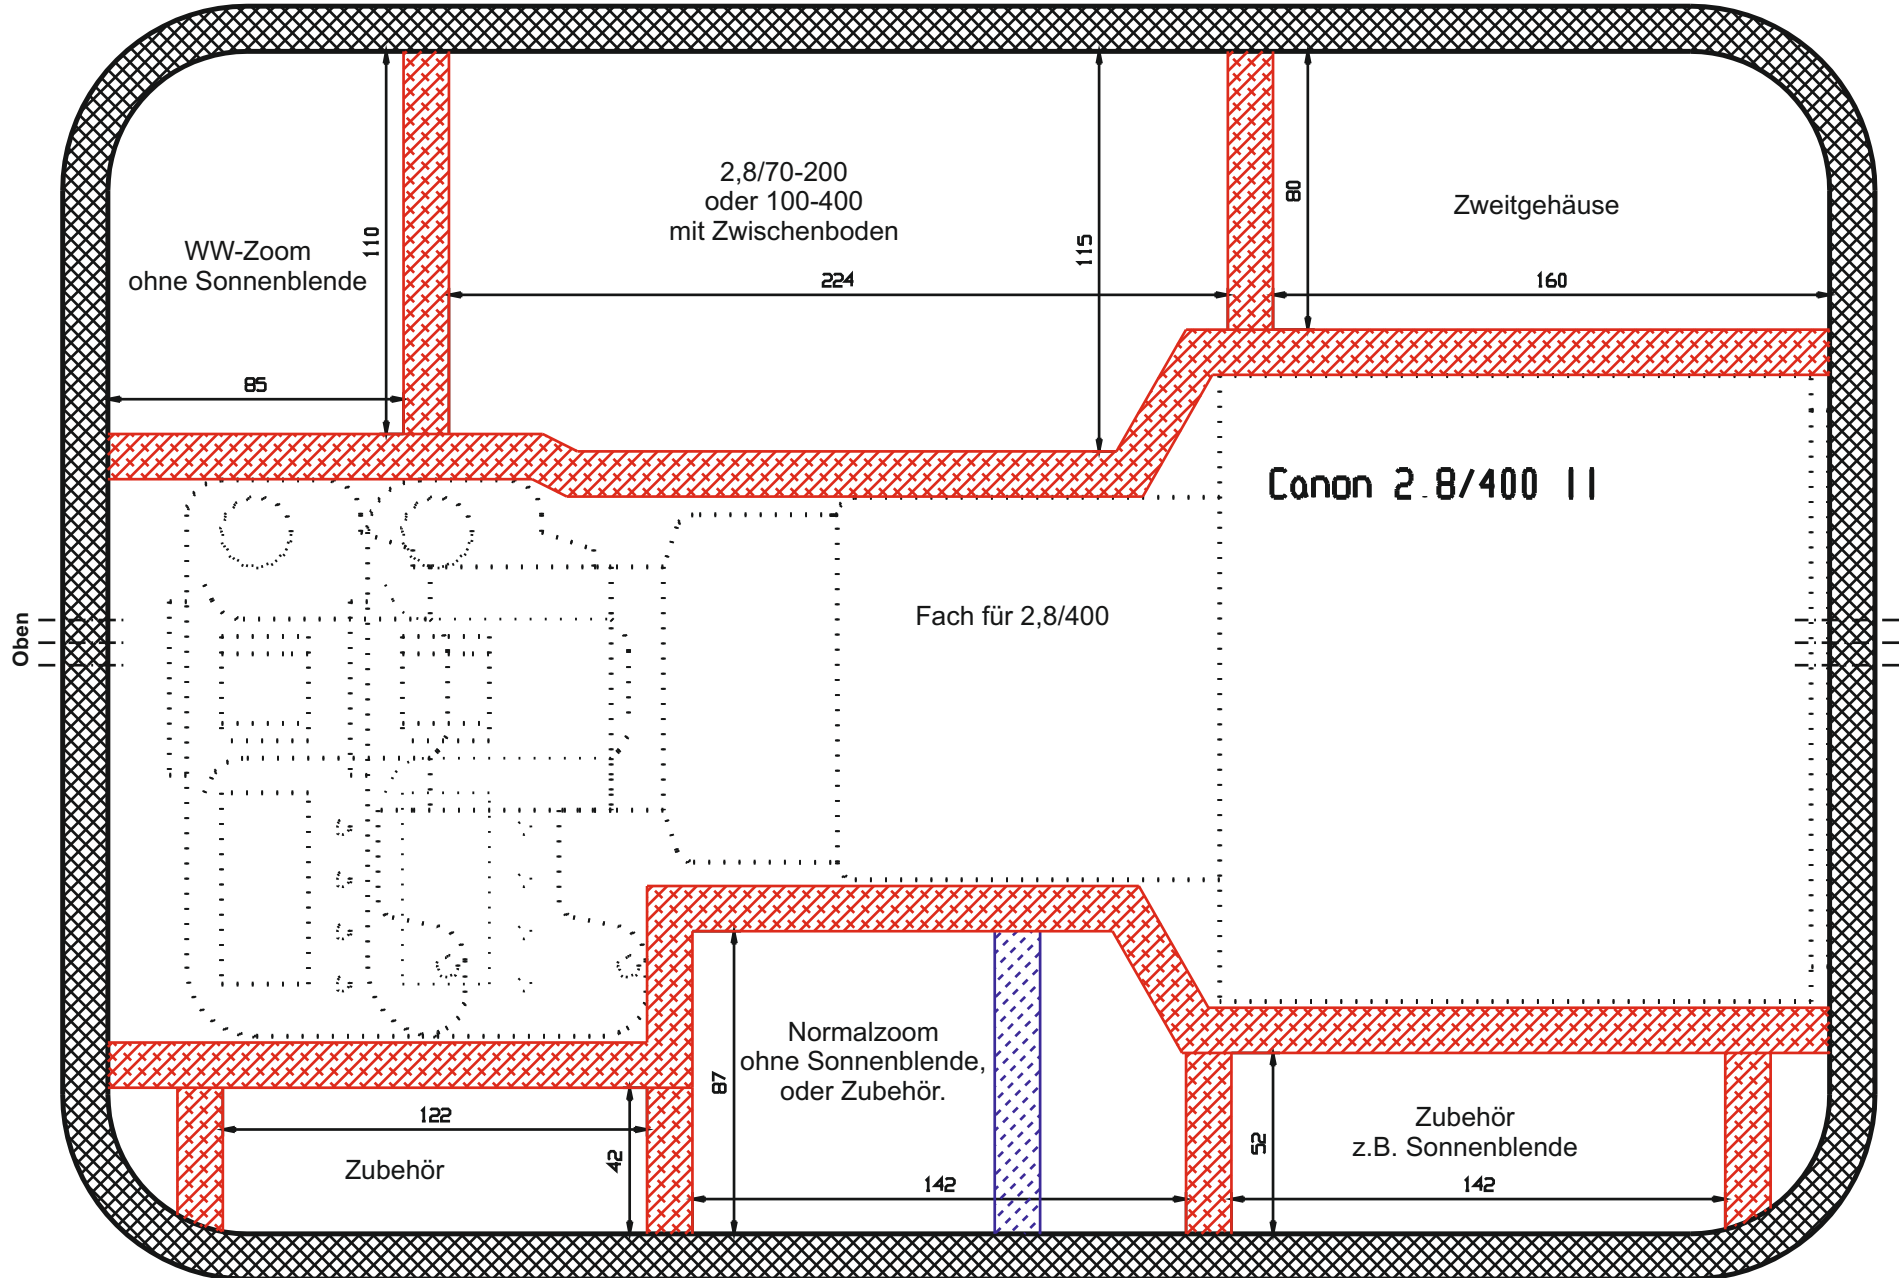 2,8/70-200
oder 100-400
mit Zwischenboden
WW-Zoom
ohne Sonnenblende
110
115
80
Zweitgehäuse
224
160
85
Canon 2.8/400 II
Oben
Fach für 2,8/400
Normalzoom
ohne Sonnenblende,
oder Zubehör.
87
122
42
Zubehör
142
52
Zubehör
z.B. Sonnenblende
142